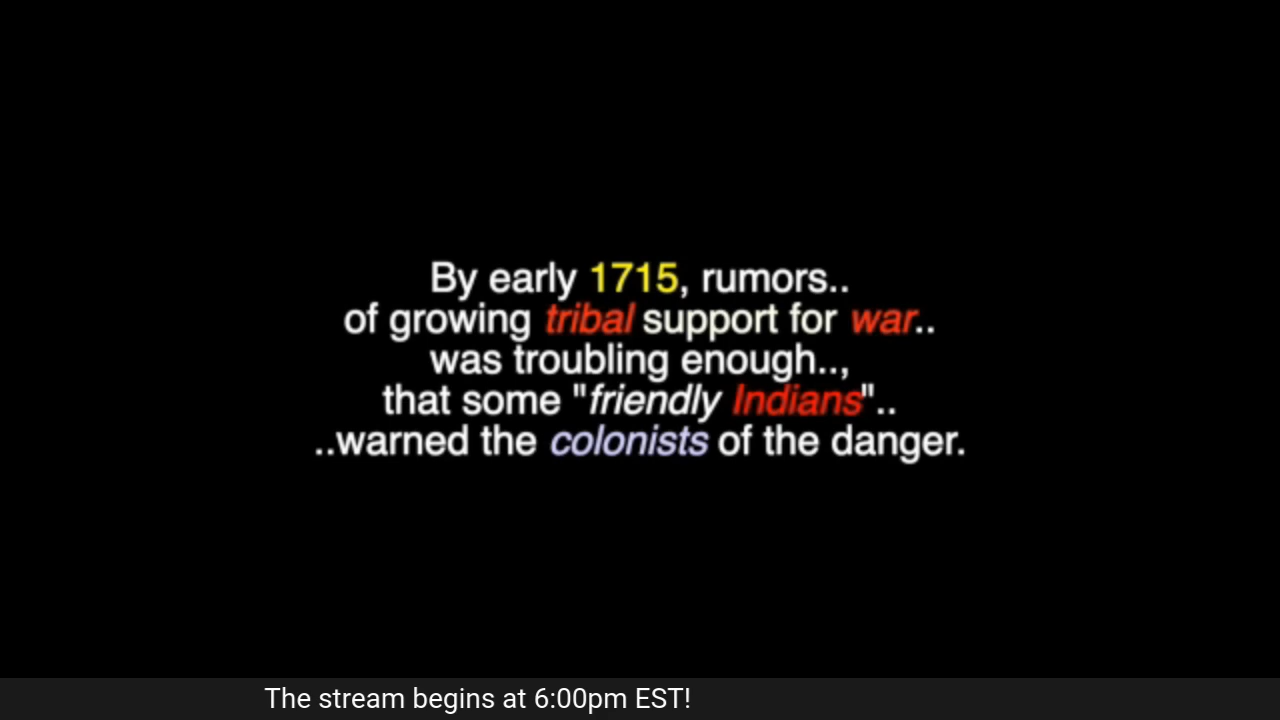 By early 1715, rumors..
of growing tribal support for war..
was troubling enough..,
that some "friendly Indians"..
..warned the colonists of the danger.
The stream begins at 6:00pm EST!